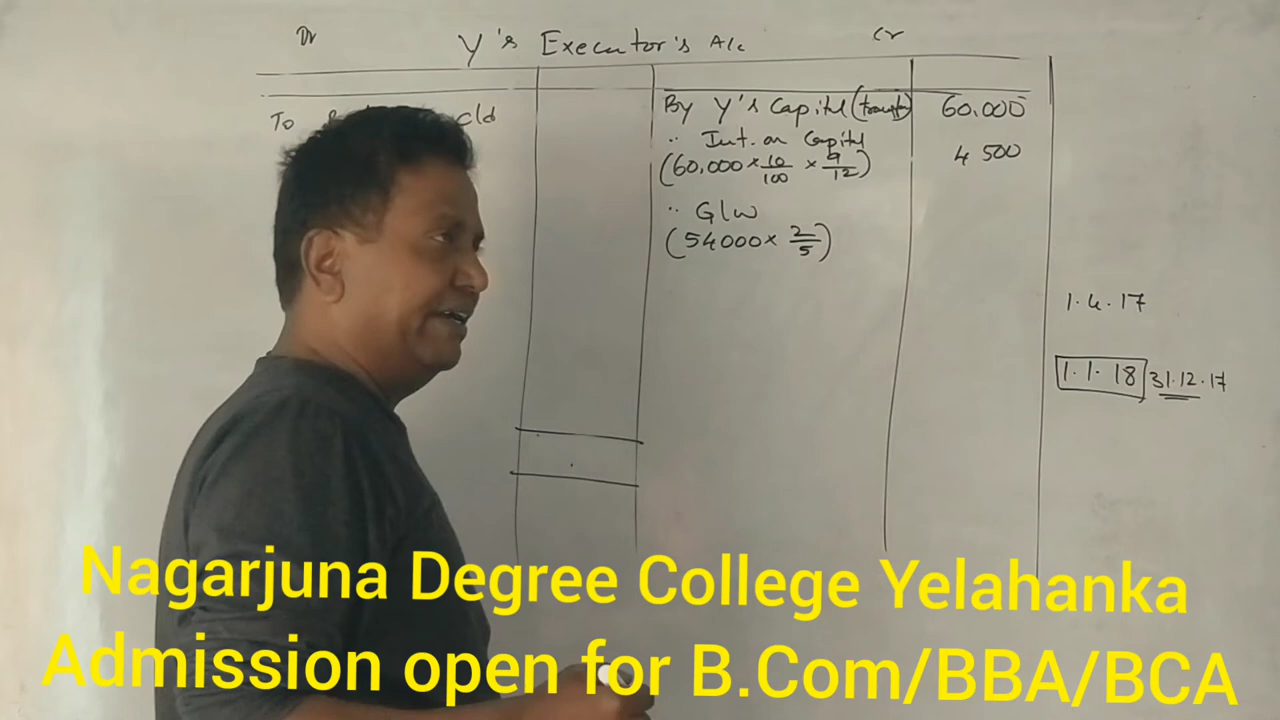 Dr Y's Executor's A/c Cr
To c/d
By Y's Capital (transfr) 60,000
" Int. on Capital 4 500
(60,000 × 10/100 × 9/12)
" G/W
(54000 × 2/5)
1.4.17
1.1.18 31.12.17
Nagarjuna Degree College Yelahanka
Admission open for B.Com/BBA/BCA